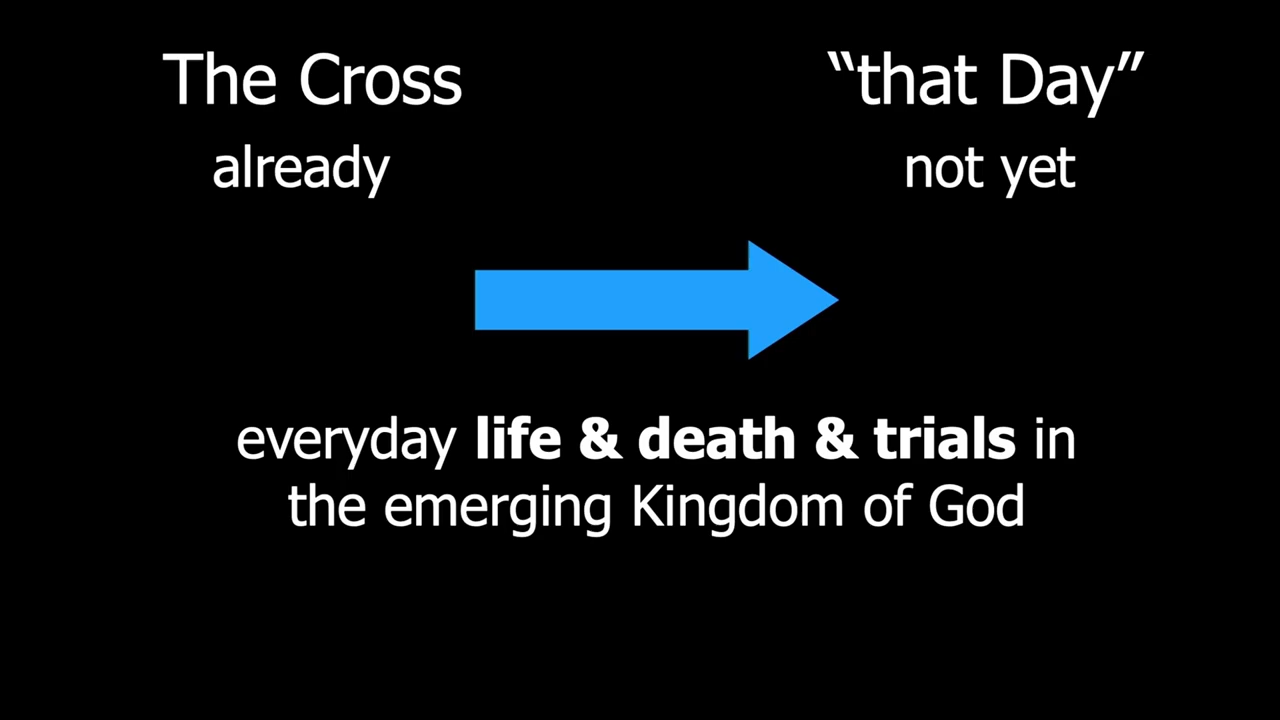 The Cross
“that Day”
already
not yet
everyday life & death & trials in
the emerging Kingdom of God